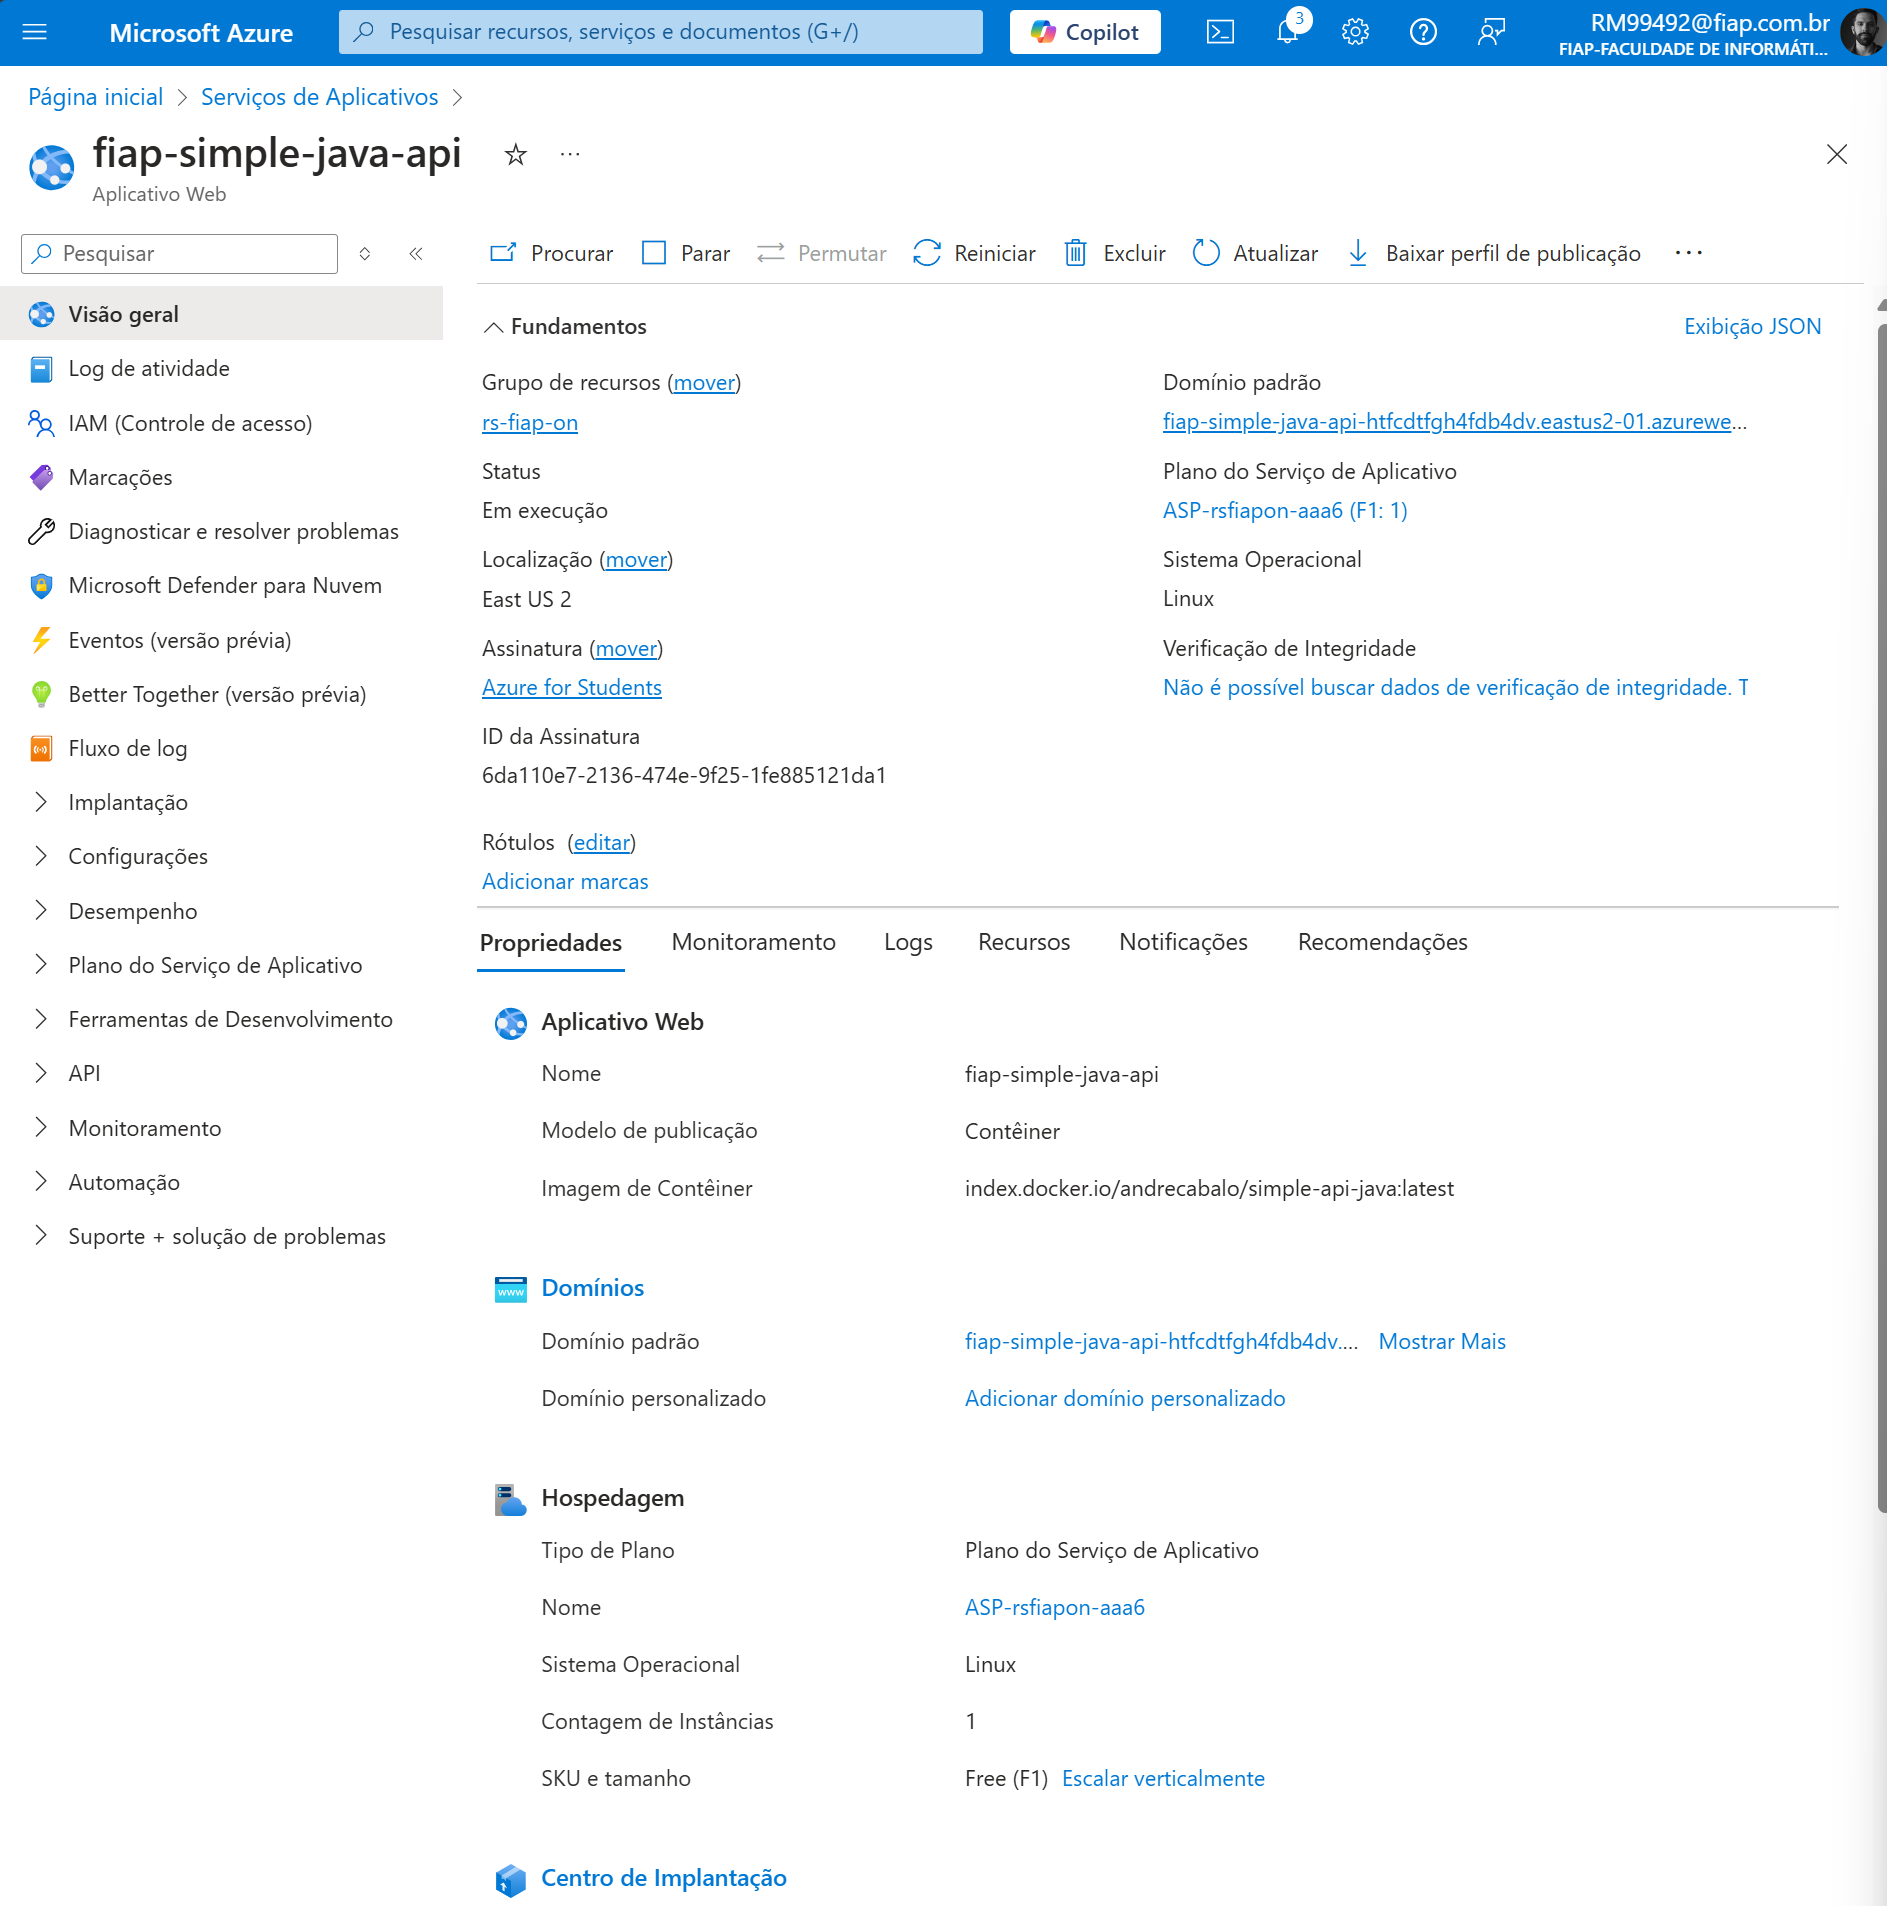 Microsoft Azure
Pesquisar recursos, serviços e documentos (G+/)
Copilot
3
RM99492@fiap.com.br
FIAP-FACULDADE DE INFORMÁTI...
Página inicial
Serviços de Aplicativos
fiap-simple-java-api
Aplicativo Web
Pesquisar
Visão geral
Log de atividade
IAM (Controle de acesso)
Marcações
Diagnosticar e resolver problemas
Microsoft Defender para Nuvem
Eventos (versão prévia)
Better Together (versão prévia)
Fluxo de log
Implantação
Configurações
Desempenho
Plano do Serviço de Aplicativo
Ferramentas de Desenvolvimento
API
Monitoramento
Automação
Suporte + solução de problemas
Procurar
Parar
Permutar
Reiniciar
Excluir
Atualizar
Baixar perfil de publicação
Fundamentos
Exibição JSON
Grupo de recursos (mover)
rs-fiap-on
Status
Em execução
Localização (mover)
East US 2
Assinatura (mover)
Azure for Students
ID da Assinatura
6da110e7-2136-474e-9f25-1fe885121da1
Domínio padrão
fiap-simple-java-api-htfcdtfgh4fdb4dv.eastus2-01.azurewe...
Plano do Serviço de Aplicativo
ASP-rsfiapon-aaa6 (F1: 1)
Sistema Operacional
Linux
Verificação de Integridade
Não é possível buscar dados de verificação de integridade. T
Rótulos (editar)
Adicionar marcas
Propriedades
Monitoramento
Logs
Recursos
Notificações
Recomendações
Aplicativo Web
Nome
fiap-simple-java-api
Modelo de publicação
Contêiner
Imagem de Contêiner
index.docker.io/andrecabalo/simple-api-java:latest
www
Domínios
Domínio padrão
fiap-simple-java-api-htfcdtfgh4fdb4dv....
Mostrar Mais
Domínio personalizado
Adicionar domínio personalizado
Hospedagem
Tipo de Plano
Plano do Serviço de Aplicativo
Nome
ASP-rsfiapon-aaa6
Sistema Operacional
Linux
Contagem de Instâncias
1
SKU e tamanho
Free (F1) Escalar verticalmente
Centro de Implantação